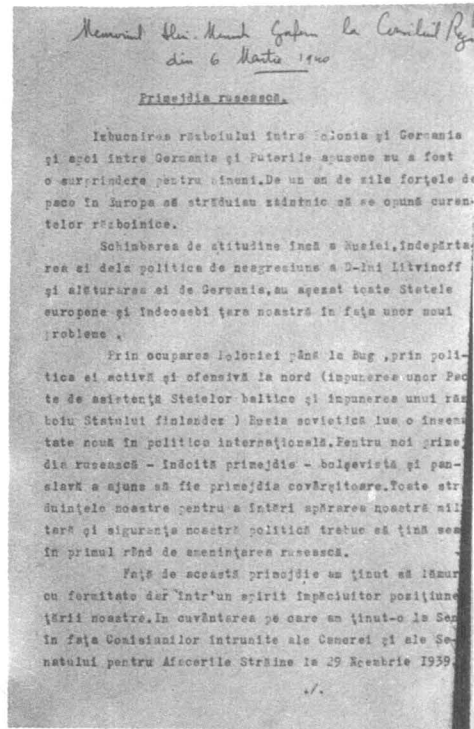 Memoriul Min. Gafencu la Consiliul
din 6 Martie 1940
Primejdia rusească.
Isbucnirea războiului intre Polonia şi Germania
şi apoi intre Germania şi Puterile apusene nu a fost
o surprindere pentru nimeni.De un an de zile forţele de
pace în Europa să străduiau zadarnic să se opună curen-
telor războinice.
Schimbarea de atitudine însă a Rusiei,îndepărta-
rea ei dela politica de neagresiune a D-lui Litvinoff
şi alăturarea ei de Germania,au aşezat toate Statele
europene şi îndeosebi ţara noastră în faţa unor noui
probleme .
Prin ocuparea Poloniei până la Bug ,prin poli-
tica ei activă şi ofensivă la nord (impunerea unor Pac
te de asistenţă Statelor baltice şi impunerea unui răz
boiu Statului finlandez ) Rusia sovietică lua o însem
tate nouă în politica internaţională.Pentru noi prime
dia rusească - îndoită primejdie - bolşevistă şi pan-
slavă a ajuns să fie primejdia covârşitoare.Toate str
duinţele noastre pentru a întări apărarea noastră mil
tară şi siguranţa noastră politică trebue să ţină sea
în primul rând de ameninţarea rusească.
Faţă de această primejdie am ţinut să lămur
cu fermitate dar într'un spirit împăciuitor poziţiune
ţării noastre.In cuvântarea pe care am ţinut-o la Sen
în faţa Comisiunilor întrunite ale Camerei şi ale Se-
natului pentru Afacerile Străine la 29 Noembrie 1939,
./.